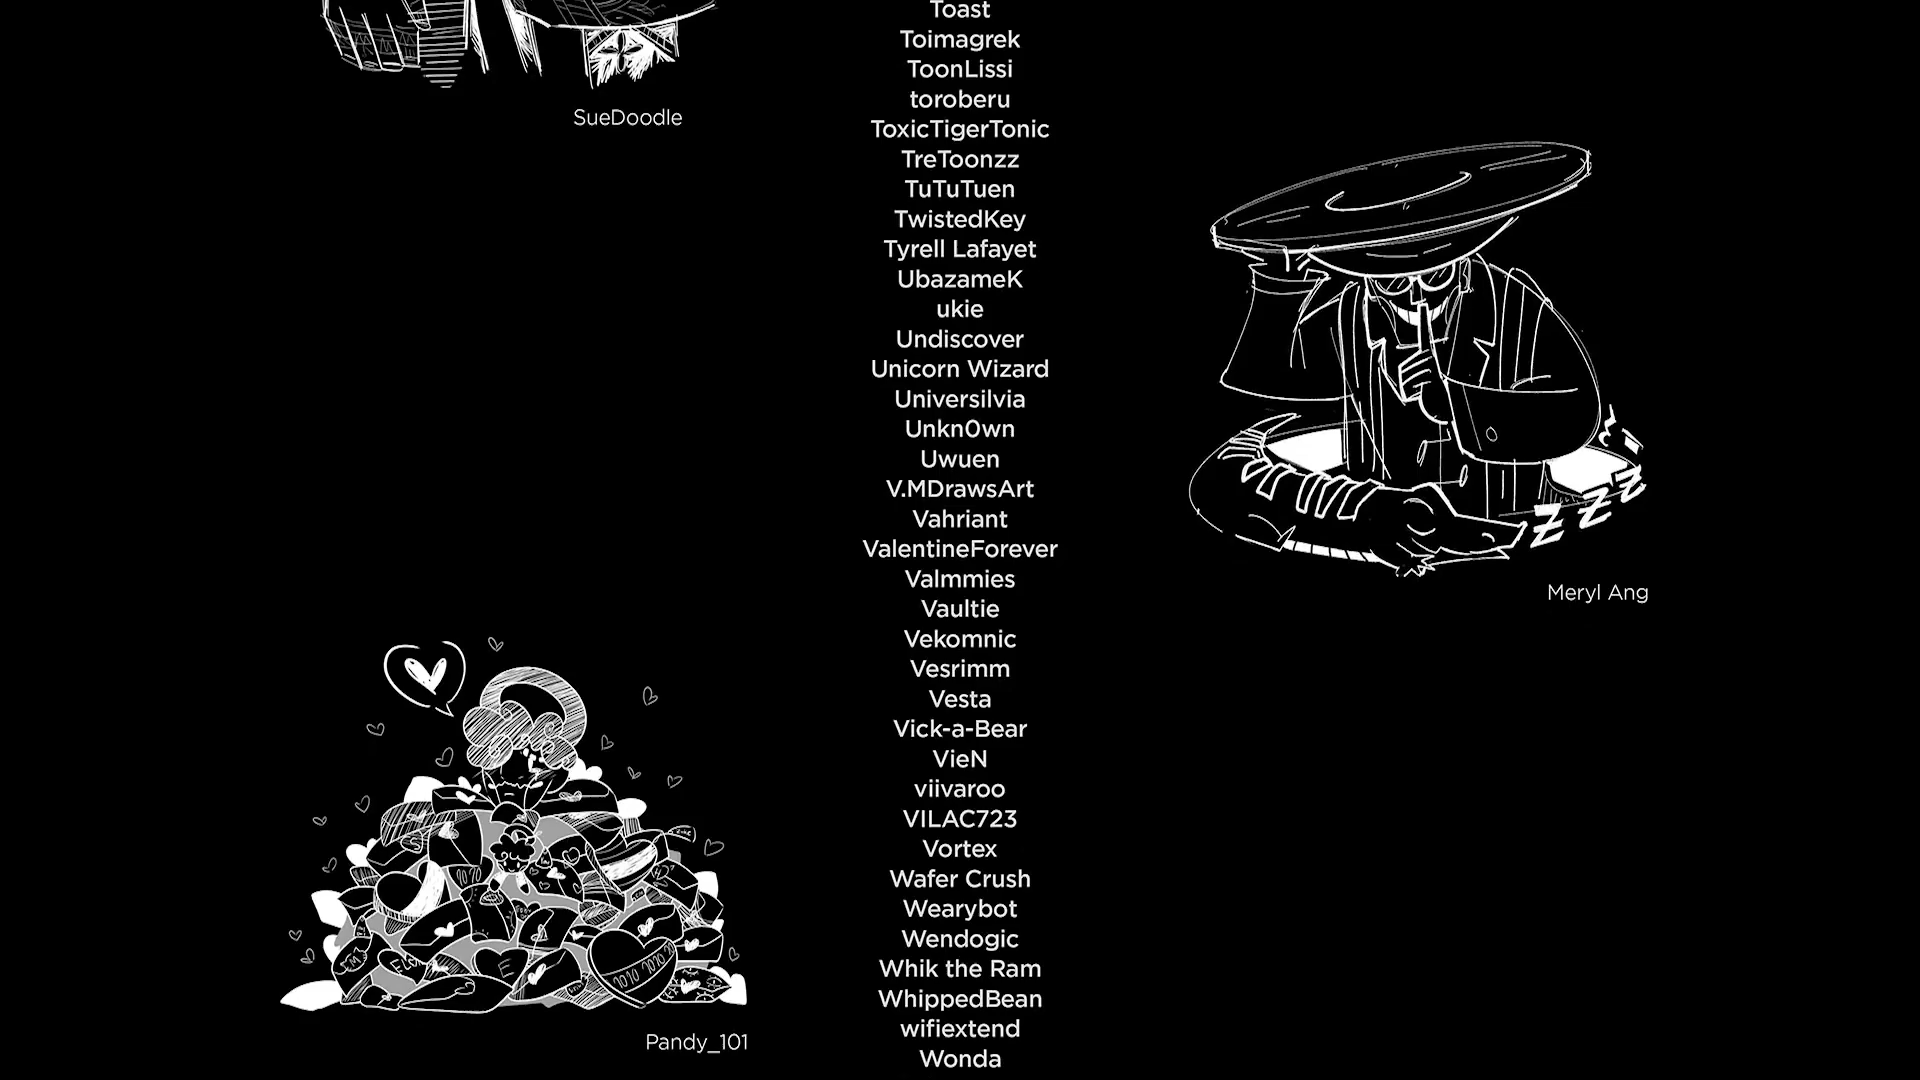 SueDoodle
Toast
Toimagrek
ToonLissi
toroberu
ToxicTigerTonic
TreToonzz
TuTuTuen
TwistedKey
Tyrell Lafayet
UbazameK
ukie
Undiscover
Unicorn Wizard
Universilvia
Unkn0wn
Uwuen
V.MDrawsArt
Vahriant
ValentineForever
Valmmies
Vaultie
Vekomnic
Vesrimm
Vesta
Vick-a-Bear
VieN
viivaroo
VILAC723
Vortex
Wafer Crush
Wearybot
Wendogic
Whik the Ram
WhippedBean
wifiextend
Wonda
Z Z Z
Meryl Ang
Pandy_101